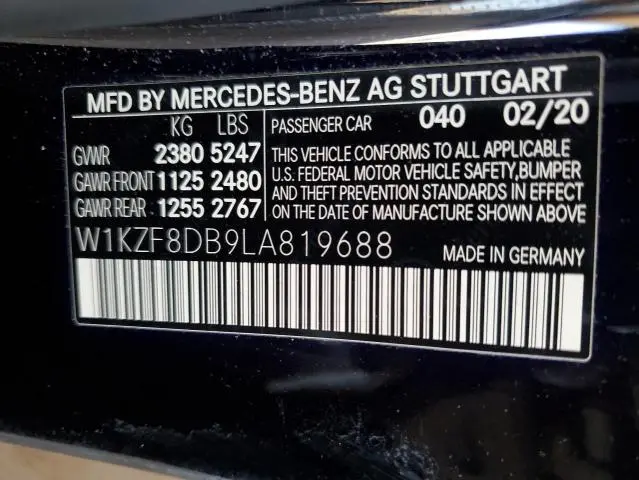 MFD BY MERCEDES-BENZ AG STUTTGART
KG LBS
PASSENGER CAR 040 02/20
GVWR 2380 5247
GAWR FRONT 1125 2480
GAWR REAR 1255 2767
THIS VEHICLE CONFORMS TO ALL APPLICABLE
U.S. FEDERAL MOTOR VEHICLE SAFETY,BUMPER
AND THEFT PREVENTION STANDARDS IN EFFECT
ON THE DATE OF MANUFACTURE SHOWN ABOVE
W1KZF8DB9LA819688
MADE IN GERMANY